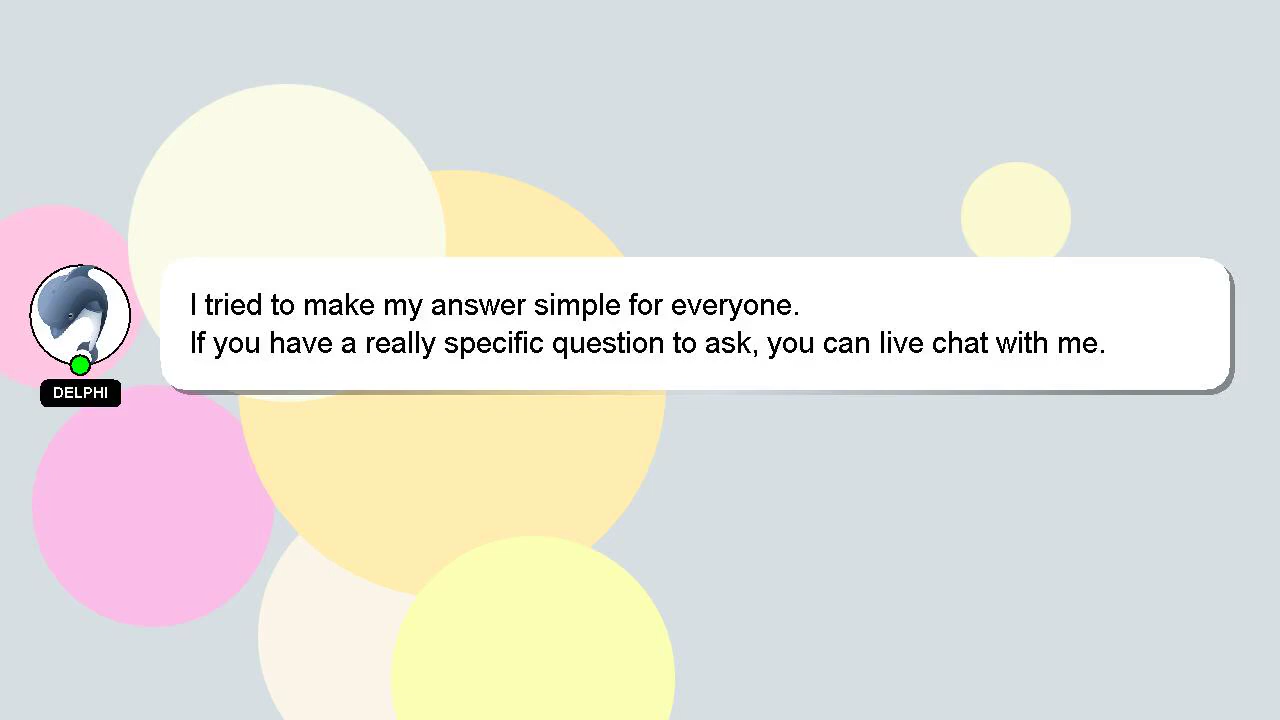 I tried to make my answer simple for everyone.
If you have a really specific question to ask, you can live chat with me.
DELPHI